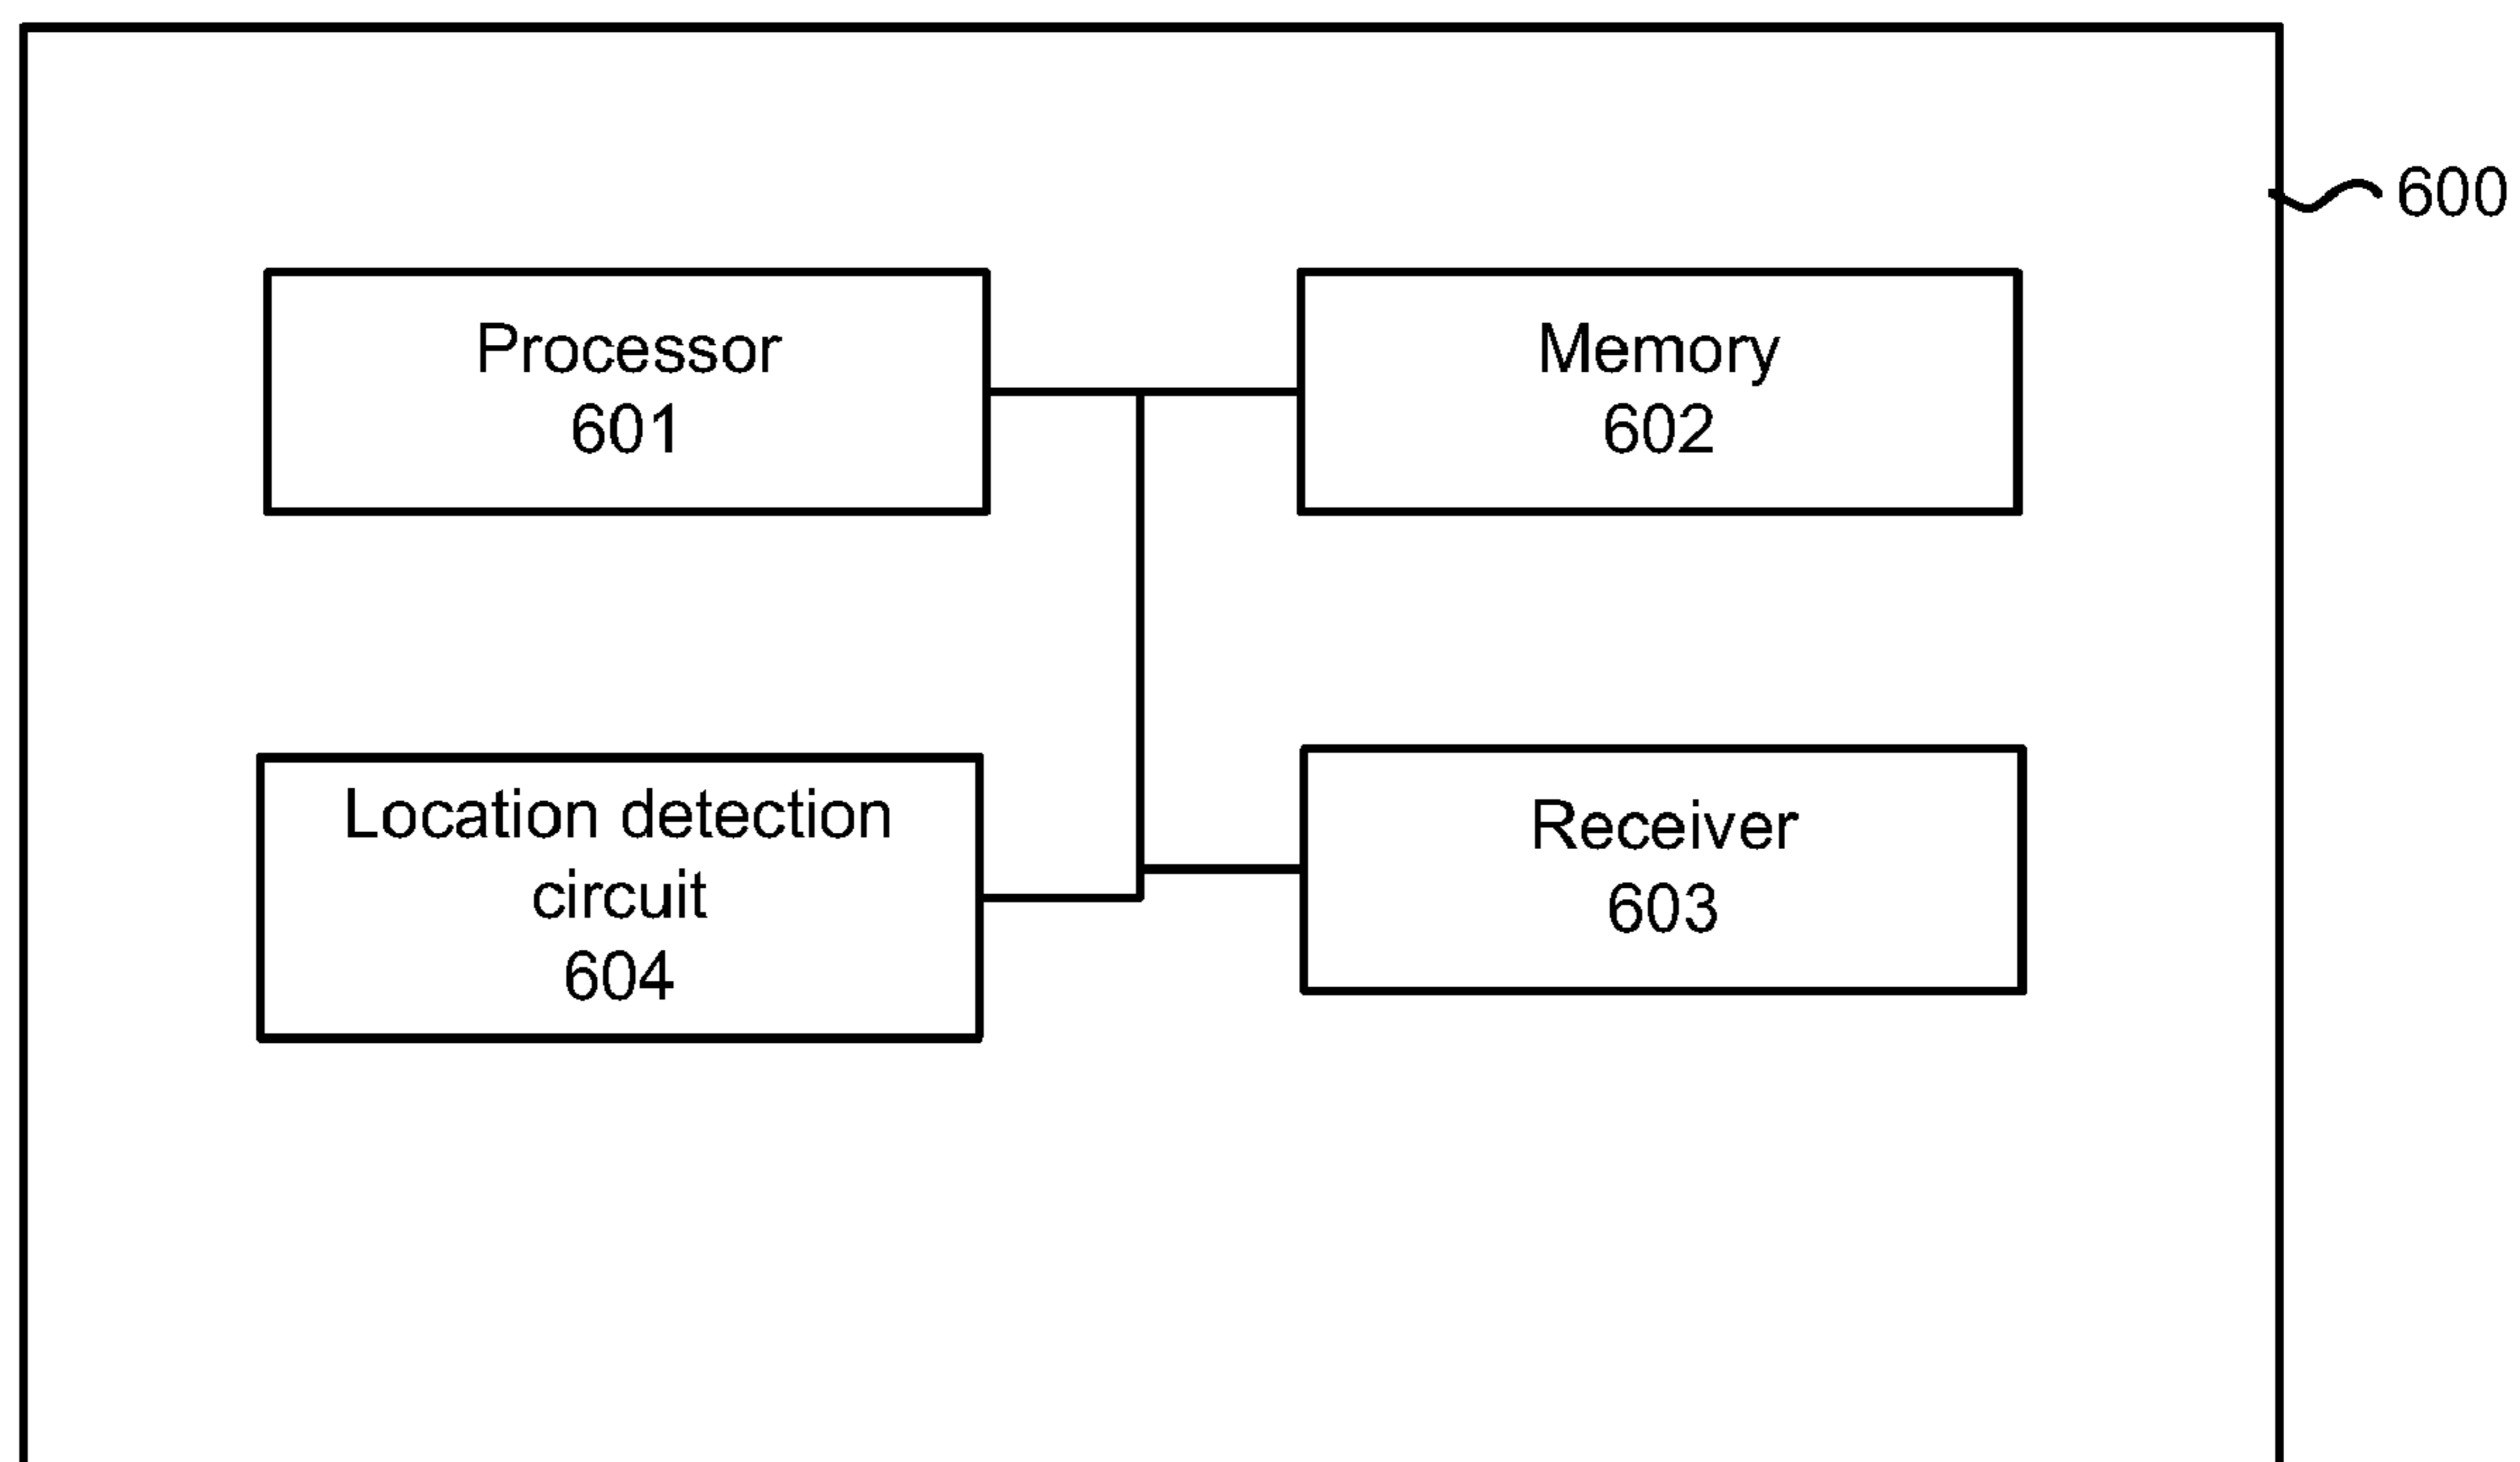 600
Processor
601
Memory
602
Location detection
circuit
604
Receiver
603